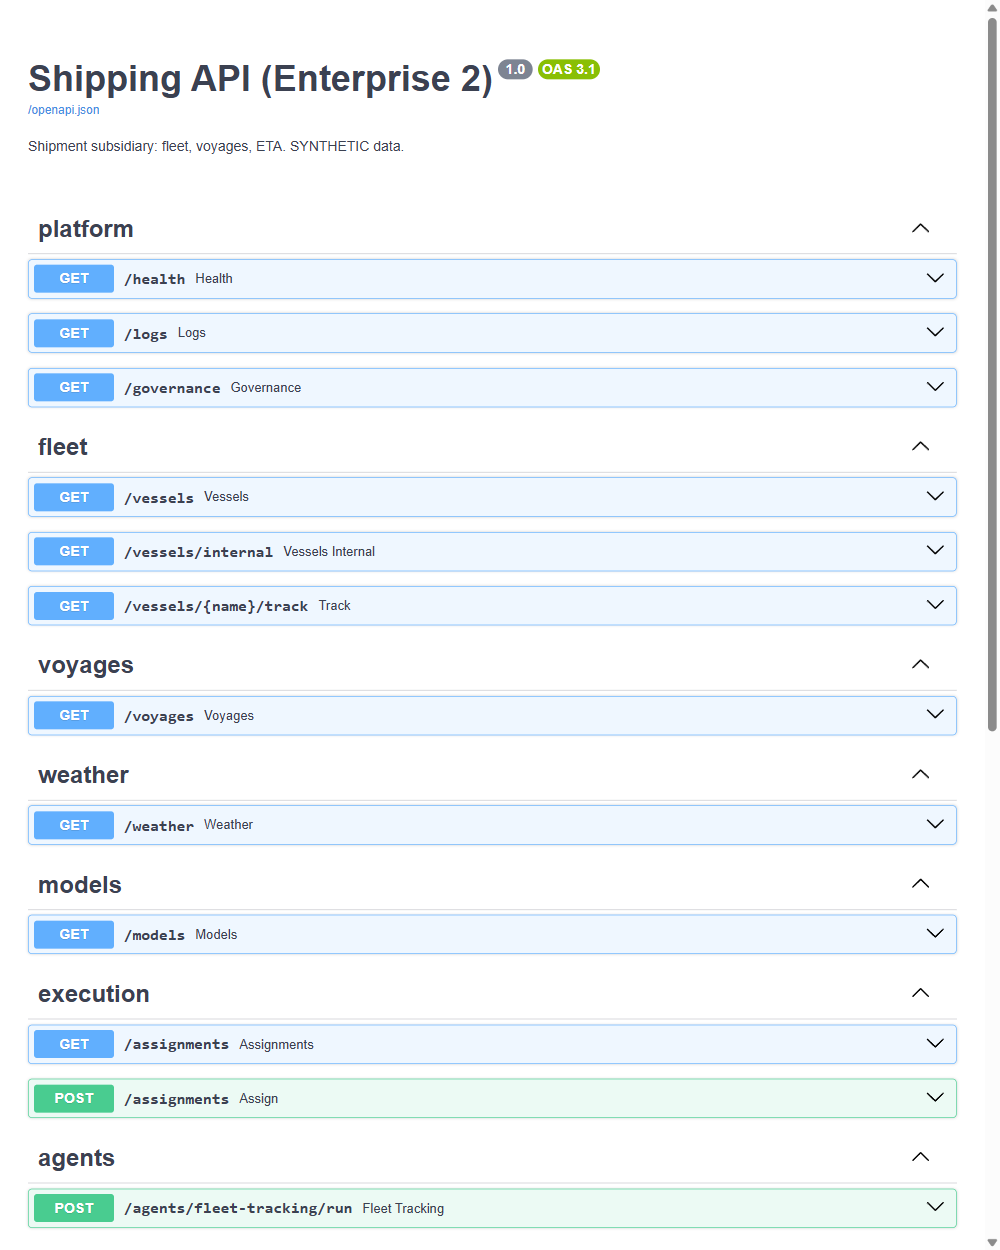 Shipping API (Enterprise 2) 1.0 OAS 3.1
/openapi.json
Shipment subsidiary: fleet, voyages, ETA. SYNTHETIC data.
platform
GET /health Health
GET /logs Logs
GET /governance Governance
fleet
GET /vessels Vessels
GET /vessels/internal Vessels Internal
GET /vessels/{name}/track Track
voyages
GET /voyages Voyages
weather
GET /weather Weather
models
GET /models Models
execution
GET /assignments Assignments
POST /assignments Assign
agents
POST /agents/fleet-tracking/run Fleet Tracking